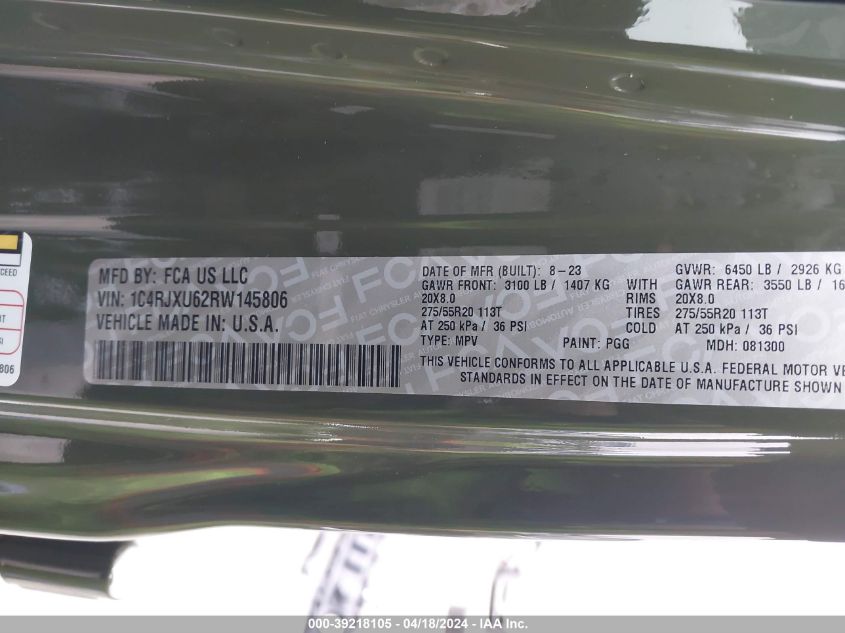 MFD BY: FCA US LLC
VIN: 1C4RJXU62RW145806
VEHICLE MADE IN: U.S.A.
DATE OF MFR (BUILT): 8-23
GVWR: 6450 LB / 2926 KG
GAWR FRONT: 3100 LB / 1407 KG WITH GAWR REAR: 3550 LB / 16
20X8.0 RIMS 20X8.0
275/55R20 113T TIRES 275/55R20 113T
AT 250 kPa / 36 PSI COLD AT 250 kPa / 36 PSI
TYPE: MPV PAINT: PGG MDH: 081300
THIS VEHICLE CONFORMS TO ALL APPLICABLE U.S.A. FEDERAL MOTOR VE
STANDARDS IN EFFECT ON THE DATE OF MANUFACTURE SHOWN
CEED
806
000-39218105 - 04/18/2024 - IAAI.com